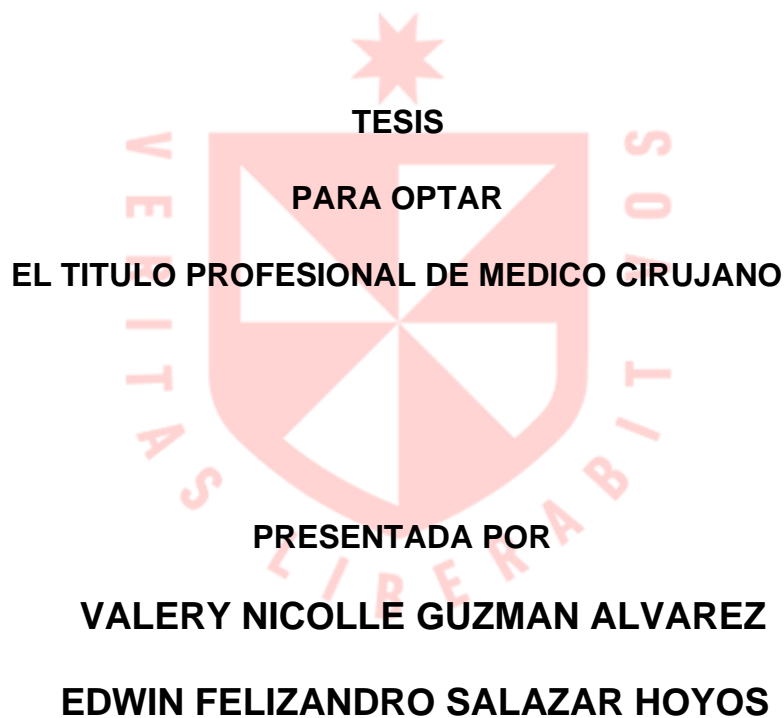 TESIS
PARA OPTAR
EL TITULO PROFESIONAL DE MEDICO CIRUJANO
PRESENTADA POR
VALERY NICOLLE GUZMAN ALVAREZ
EDWIN FELIZANDRO SALAZAR HOYOS
VERITAS LIBERABIT VOS